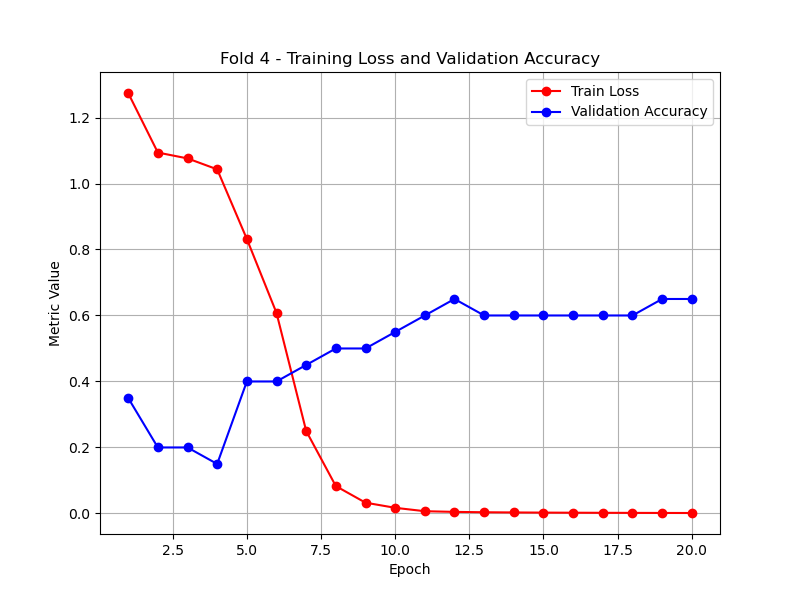 Fold 4 - Training Loss and Validation Accuracy
Train Loss
Validation Accuracy
Metric Value
1.2
1.0
0.8
0.6
0.4
0.2
0.0
2.5 5.0 7.5 10.0 12.5 15.0 17.5 20.0
Epoch